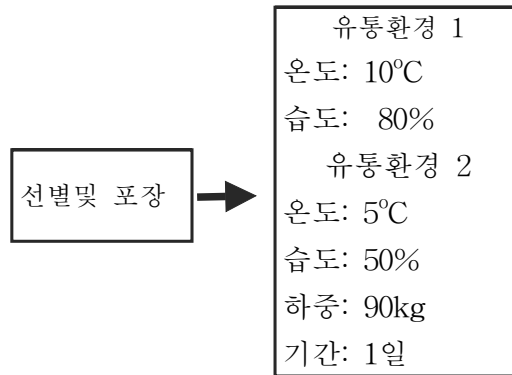 선별및 포장
유통환경 1
온도: 10℃
습도: 80%
유통환경 2
온도: 5℃
습도: 50%
하중: 90kg
기간: 1일